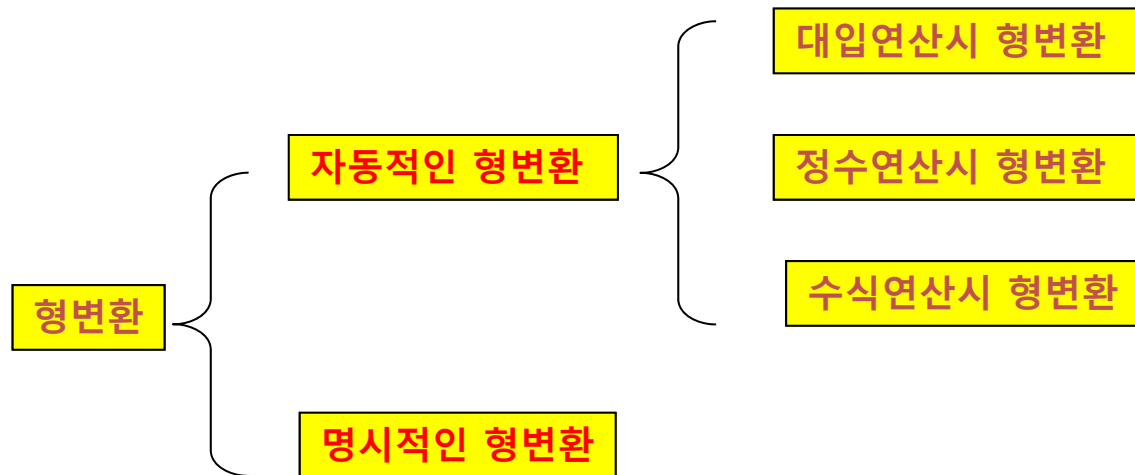 대입연산시 형변환
자동적인 형변환
정수연산시 형변환
수식연산시 형변환
형변환
명시적인 형변환